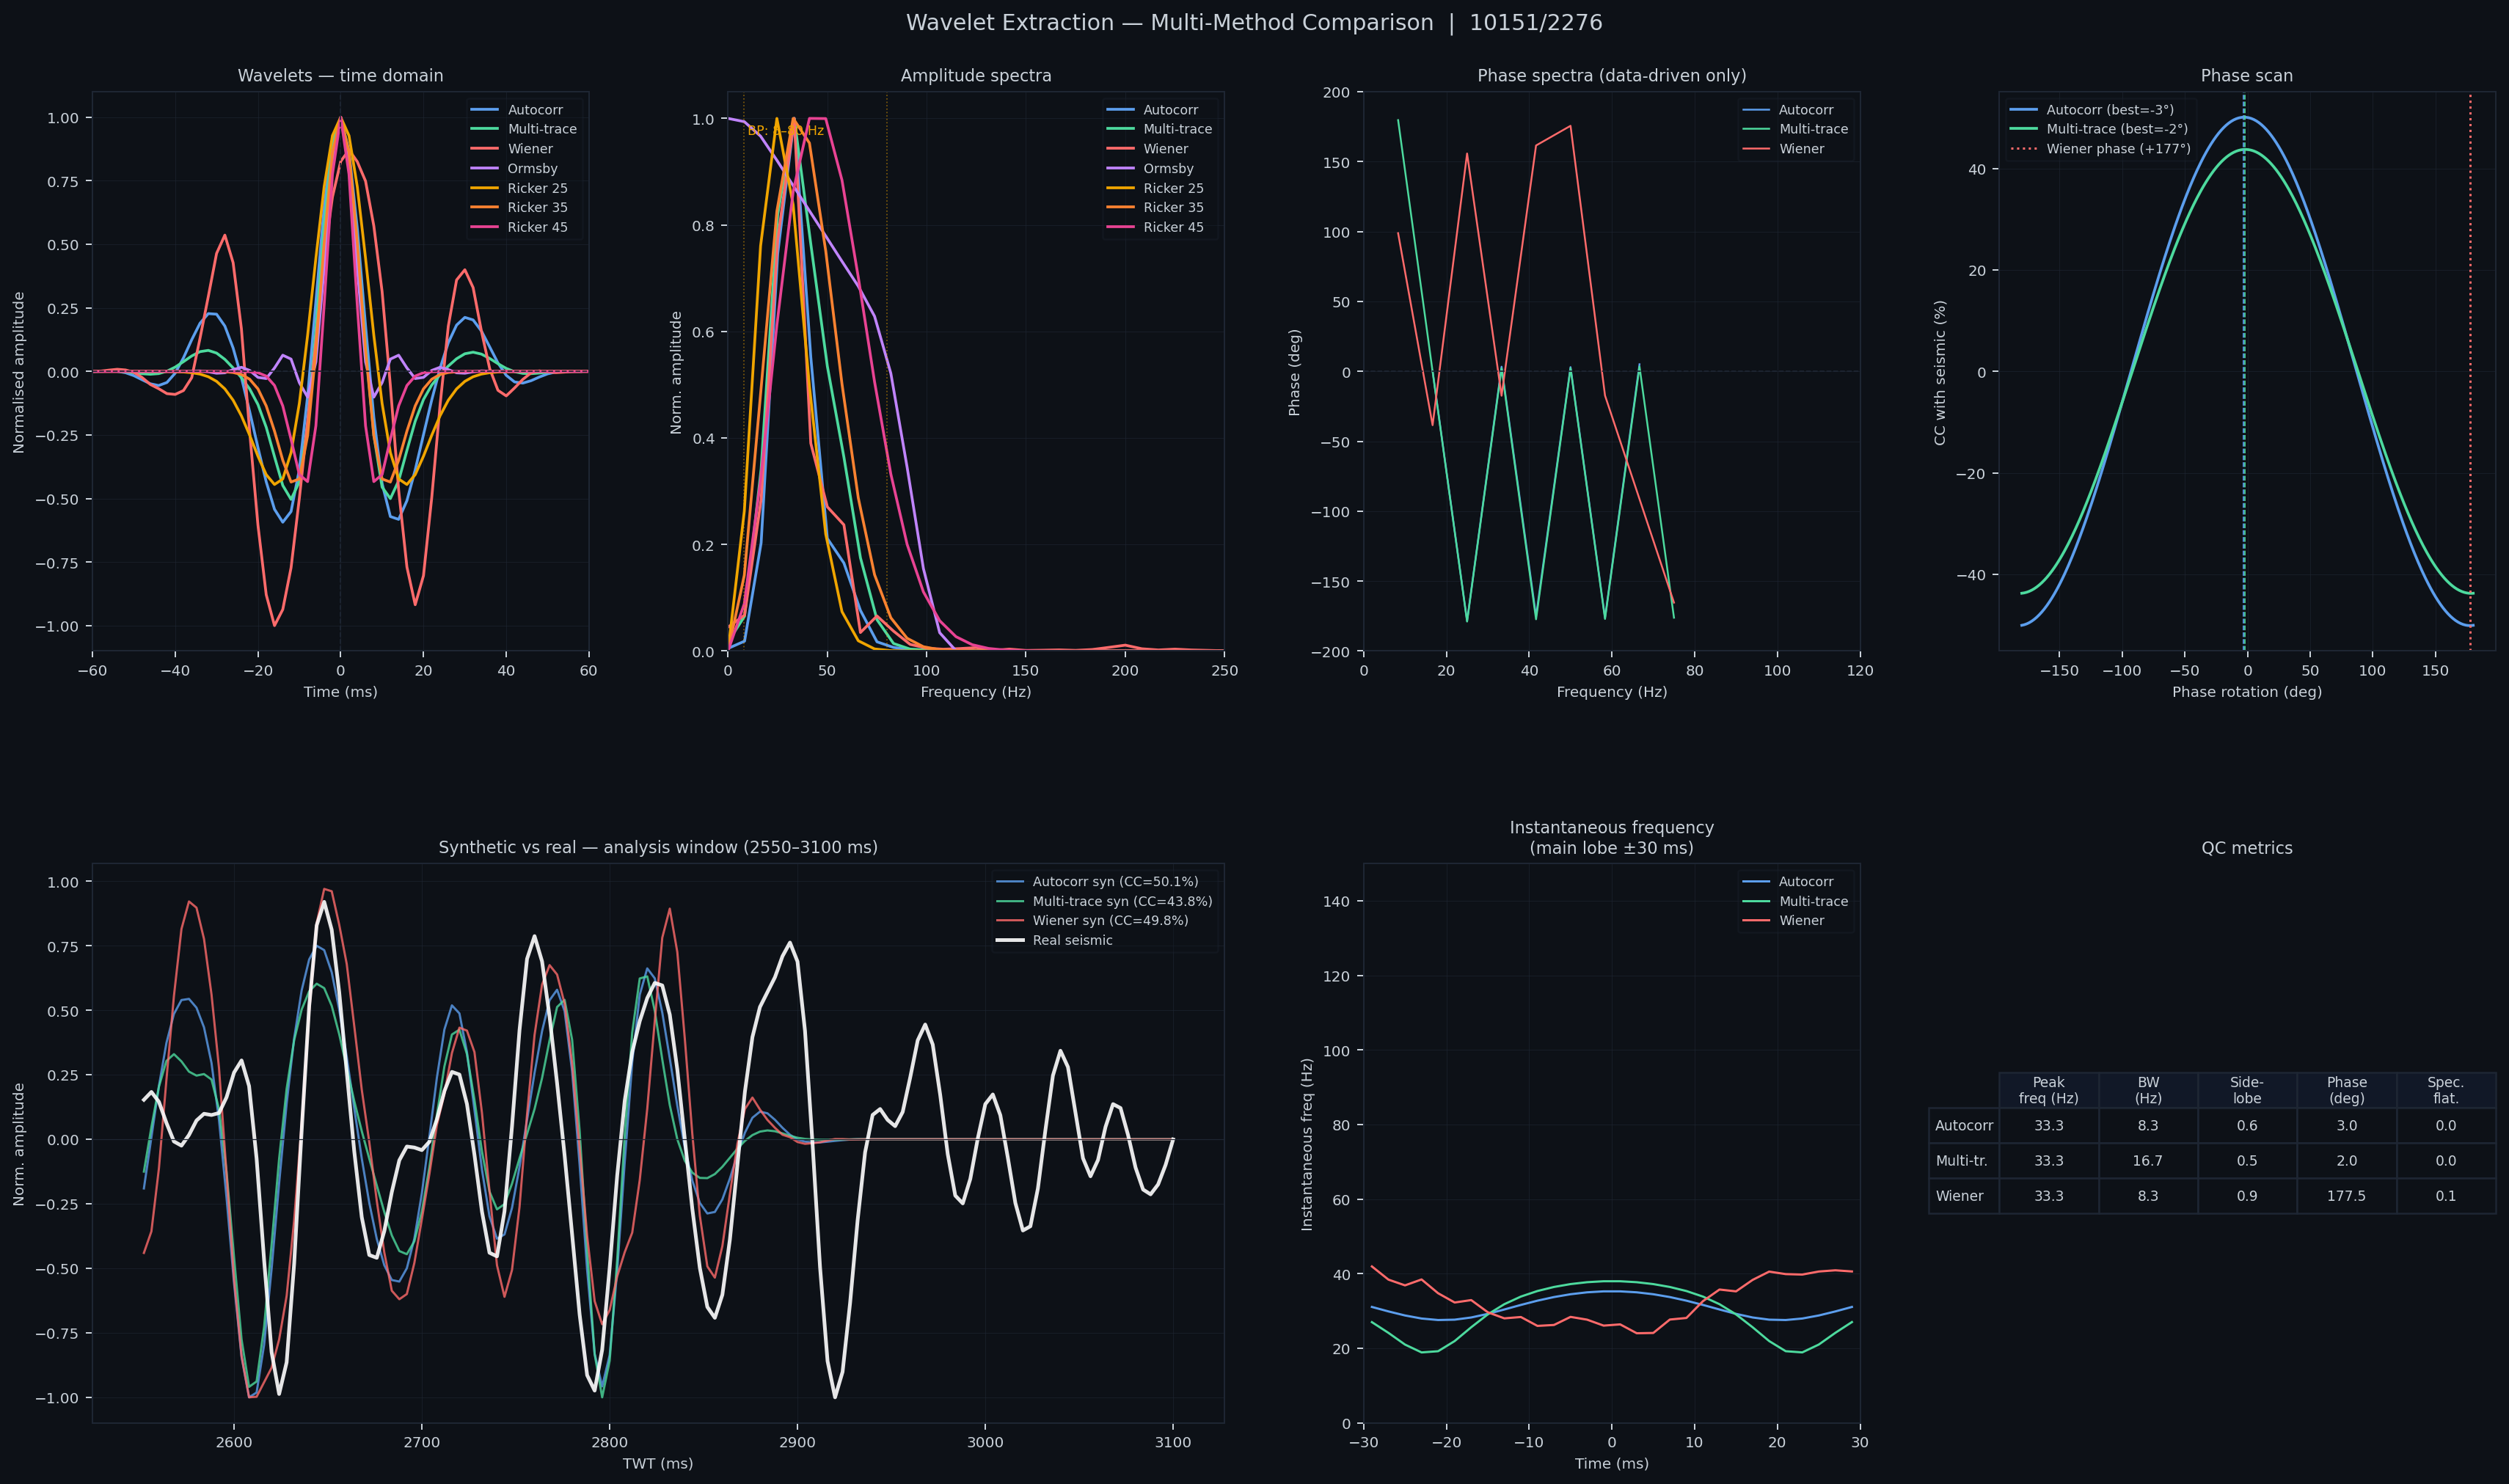 Wavelet Extraction — Multi-Method Comparison | 10151/2276
Wavelets — time domain
1.00
0.75
0.50
0.25
0.00
−0.25
−0.50
−0.75
−1.00
−60
−40
−20
0
20
40
60
Normalised amplitude
Time (ms)
Autocorr
Multi-trace
Wiener
Ormsby
Ricker 25
Ricker 35
Ricker 45
Amplitude spectra
1.0
0.8
0.6
0.4
0.2
0.0
0
50
100
150
200
250
Norm. amplitude
Frequency (Hz)
BP: Hz
Autocorr
Multi-trace
Wiener
Ormsby
Ricker 25
Ricker 35
Ricker 45
Phase spectra (data-driven only)
200
150
100
50
0
−50
−100
−150
−200
0
20
40
60
80
100
120
Phase (deg)
Frequency (Hz)
Autocorr
Multi-trace
Wiener
Phase scan
40
20
0
−20
−40
−150
−100
−50
0
50
100
150
CC with seismic (%)
Phase rotation (deg)
Autocorr (best=-3°)
Multi-trace (best=-2°)
Wiener phase (+177°)
Synthetic vs real — analysis window (2550–3100 ms)
1.00
0.75
0.50
0.25
0.00
−0.25
−0.50
−0.75
−1.00
2600
2700
2800
2900
3000
3100
Norm. amplitude
TWT (ms)
Autocorr syn (CC=50.1%)
Multi-trace syn (CC=43.8%)
Wiener syn (CC=49.8%)
Real seismic
Instantaneous frequency
(main lobe ±30 ms)
140
120
100
80
60
40
20
0
−30
−20
−10
0
10
20
30
Instantaneous freq (Hz)
Time (ms)
Autocorr
Multi-trace
Wiener
QC metrics
Peak freq (Hz) BW (Hz) Side-lobe Phase (deg) Spec. flat.
Autocorr 33.3 8.3 0.6 3.0 0.0
Multi-tr. 33.3 16.7 0.5 2.0 0.0
Wiener 33.3 8.3 0.9 177.5 0.1